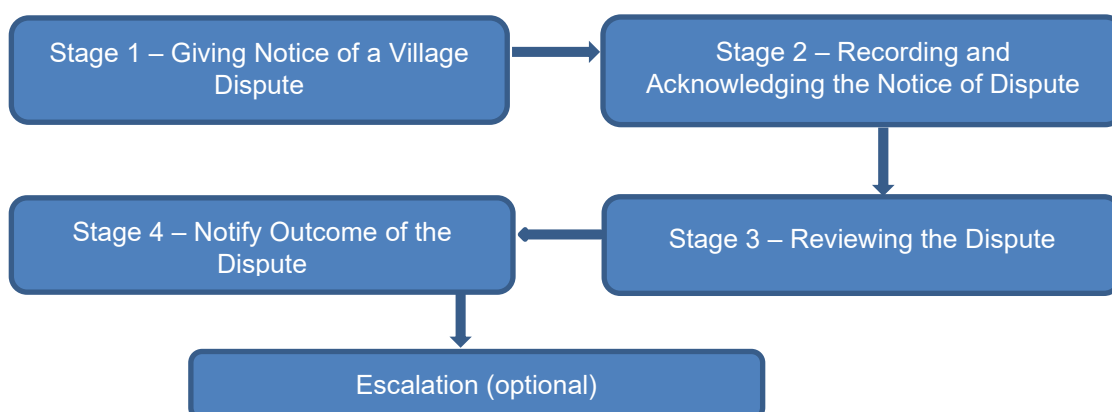 Stage 1 – Giving Notice of a Village
Dispute
Stage 2 – Recording and
Acknowledging the Notice of Dispute
Stage 3 – Reviewing the Dispute
Stage 4 – Notify Outcome of the
Dispute
Escalation (optional)